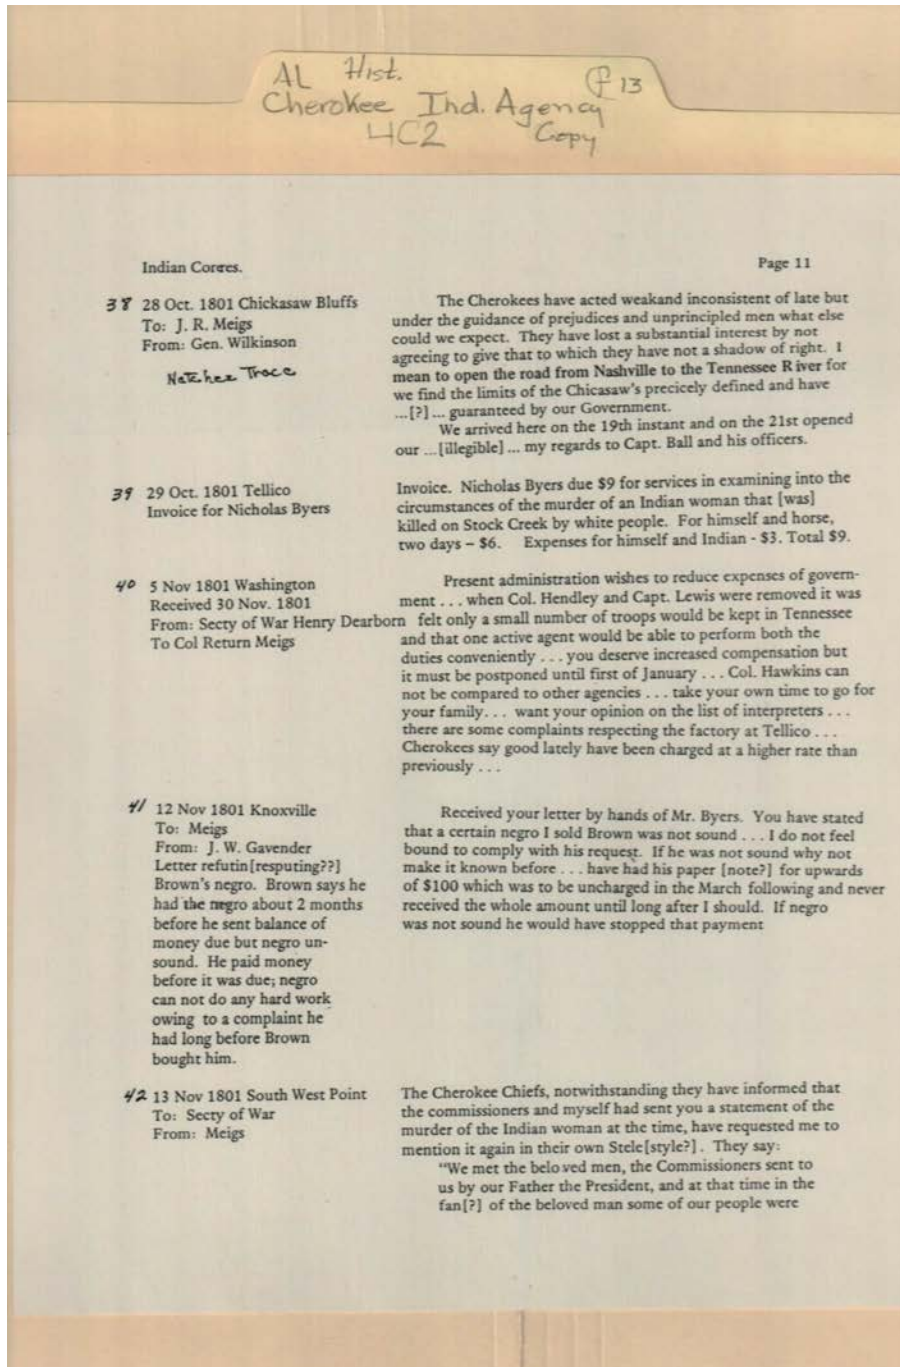 AL Hist. f 13
Cherokee Ind. Agency
4C2 Copy
Indian Corres.
Page 11
38 28 Oct. 1801 Chickasaw Bluffs
To: J. R. Meigs
From: Gen. Wilkinson
Natchez Trace
The Cherokees have acted weakand inconsistent of late but
under the guidance of prejudices and unprincipled men what else
could we expect. They have lost a substantial interest by not
agreeing to give that to which they have not a shadow of right. I
mean to open the road from Nashville to the Tennessee River for
we find the limits of the Chicasaw's precicely defined and have
...[?] ... guaranteed by our Government.
We arrived here on the 19th instant and on the 21st opened
our ...[illegible] ... my regards to Capt. Ball and his officers.
39 29 Oct. 1801 Tellico
Invoice for Nicholas Byers
Invoice. Nicholas Byers due $9 for services in examining into the
circumstances of the murder of an Indian woman that [was]
killed on Stock Creek by white people. For himself and horse,
two days – $6. Expenses for himself and Indian - $3. Total $9.
40 5 Nov 1801 Washington
Received 30 Nov. 1801
From: Secty of War Henry Dearborn
To Col Return Meigs
Present administration wishes to reduce expenses of govern-
ment . . . when Col. Hendley and Capt. Lewis were removed it was
felt only a small number of troops would be kept in Tennessee
and that one active agent would be able to perform both the
duties conveniently . . . you deserve increased compensation but
it must be postponed until first of January . . . Col. Hawkins can
not be compared to other agencies . . . take your own time to go for
your family. . . want your opinion on the list of interpreters . . .
there are some complaints respecting the factory at Tellico . . .
Cherokees say good lately have been charged at a higher rate than
previously . . .
41 12 Nov 1801 Knoxville
To: Meigs
From: J. W. Gavender
Letter refutin[resputing??]
Brown's negro. Brown says he
had the negro about 2 months
before he sent balance of
money due but negro un-
sound. He paid money
before it was due; negro
can not do any hard work
owing to a complaint he
had long before Brown
bought him.
Received your letter by hands of Mr. Byers. You have stated
that a certain negro I sold Brown was not sound . . . I do not feel
bound to comply with his request. If he was not sound why not
make it known before . . . have had his paper [note?] for upwards
of $100 which was to be uncharged in the March following and never
received the whole amount until long after I should. If negro
was not sound he would have stopped that payment
42 13 Nov 1801 South West Point
To: Secty of War
From: Meigs
The Cherokee Chiefs, notwithstanding they have informed that
the commissioners and myself had sent you a statement of the
murder of the Indian woman at the time, have requested me to
mention it again in their own Stele[style?]. They say:
"We met the beloved men, the Commissioners sent to
us by our Father the President, and at that time in the
fan[?] of the beloved man some of our people were